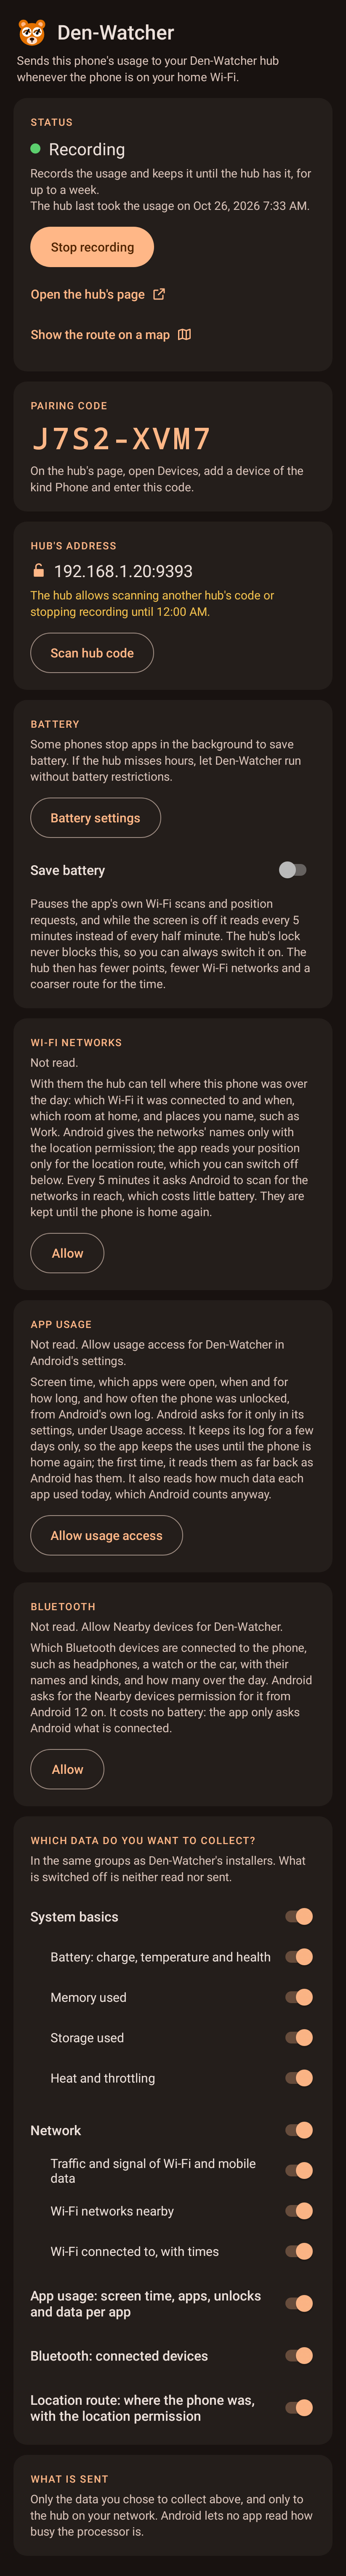 Den-Watcher
Sends this phone's usage to your Den-Watcher hub
whenever the phone is on your home Wi-Fi.
STATUS
Recording
Records the usage and keeps it until the hub has it, for
up to a week.
The hub last took the usage on Oct 26, 2026 7:33 AM.
Stop recording
Open the hub's page
Show the route on a map
PAIRING CODE
J7S2-XVM7
On the hub's page, open Devices, add a device of the
kind Phone and enter this code.
HUB'S ADDRESS
192.168.1.20:9393
The hub allows scanning another hub's code or
stopping recording until 12:00 AM.
Scan hub code
BATTERY
Some phones stop apps in the background to save
battery. If the hub misses hours, let Den-Watcher run
without battery restrictions.
Battery settings
Save battery
Pauses the app's own Wi-Fi scans and position
requests, and while the screen is off it reads every 5
minutes instead of every half minute. The hub's lock
never blocks this, so you can always switch it on. The
hub then has fewer points, fewer Wi-Fi networks and a
coarser route for the time.
WI-FI NETWORKS
Not read.
With them the hub can tell where this phone was over
the day: which Wi-Fi it was connected to and when,
which room at home, and places you name, such as
Work. Android gives the networks' names only with
the location permission; the app reads your position
only for the location route, which you can switch off
below. Every 5 minutes it asks Android to scan for the
networks in reach, which costs little battery. They are
kept until the phone is home again.
Allow
APP USAGE
Not read. Allow usage access for Den-Watcher in
Android's settings.
Screen time, which apps were open, when and for
how long, and how often the phone was unlocked,
from Android's own log. Android asks for it only in its
settings, under Usage access. It keeps its log for a few
days only, so the app keeps the uses until the phone is
home again; the first time, it reads them as far back as
Android has them. It also reads how much data each
app used today, which Android counts anyway.
Allow usage access
BLUETOOTH
Not read. Allow Nearby devices for Den-Watcher.
Which Bluetooth devices are connected to the phone,
such as headphones, a watch or the car, with their
names and kinds, and how many over the day. Android
asks for the Nearby devices permission for it from
Android 12 on. It costs no battery: the app only asks
Android what is connected.
Allow
WHICH DATA DO YOU WANT TO COLLECT?
In the same groups as Den-Watcher's installers. What
is switched off is neither read nor sent.
System basics
Battery: charge, temperature and health
Memory used
Storage used
Heat and throttling
Network
Traffic and signal of Wi-Fi and mobile
data
Wi-Fi networks nearby
Wi-Fi connected to, with times
App usage: screen time, apps, unlocks
and data per app
Bluetooth: connected devices
Location route: where the phone was,
with the location permission
WHAT IS SENT
Only the data you chose to collect above, and only to
the hub on your network. Android lets no app read how
busy the processor is.